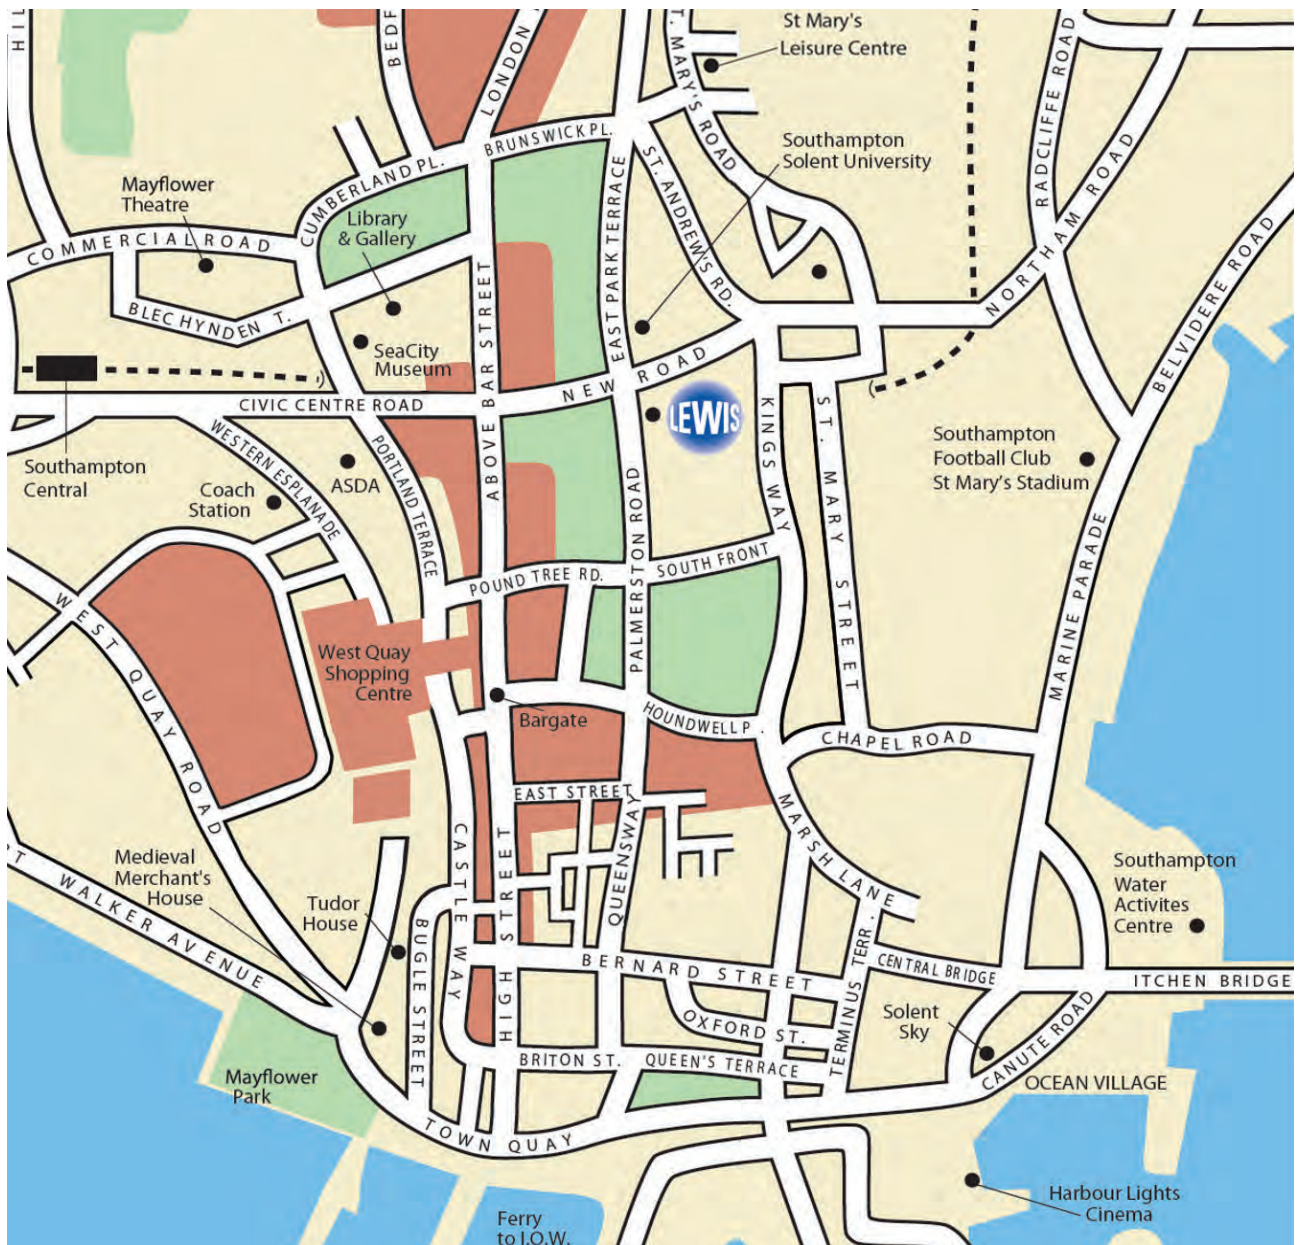 HIL
BEDF
LONDON
ST. MARY'S ROAD
St Mary's
Leisure Centre
RADCLIFFE ROAD
NORTHAM ROAD
BRUNSWICK PL.
CUMBERLAND PL.
Southampton
Solent University
Mayflower
Theatre
Library
& Gallery
COMMERCIAL ROAD
EAST PARK TERRACE
ST. ANDREW'S RD.
BELVIDERE ROAD
BLECHYNDEN T.
ABOVE BAR STREET
SeaCity
Museum
NEW ROAD
CIVIC CENTRE ROAD
LEWIS
KINGS WAY
ST. MARY STREET
Southampton
Football Club
St Mary's Stadium
Southampton
Central
WESTERN ESPLANADE
PORTLAND TERRACE
ASDA
Coach
Station
PALMERSTON ROAD
SOUTH FRONT
POUND TREE RD.
MARINE PARADE
WEST QUAY ROAD
West Quay
Shopping
Centre
Bargate
HOUNDWELL P.
CHAPEL ROAD
EAST STREET
MARSH LANE
CASTLE WAY
HIGH STREET
QUEENSWAY
Medieval
Merchant's
House
Tudor
House
Southampton
Water
Activites
Centre
WALKER AVENUE
BUGLE STREET
BERNARD STREET
TERMINUS TERR.
CENTRAL BRIDGE
ITCHEN BRIDGE
OXFORD ST.
Solent
Sky
CANUTE ROAD
BRITON ST.
QUEEN'S TERRACE
OCEAN VILLAGE
Mayflower
Park
TOWN QUAY
Harbour Lights
Cinema
Ferry
to I.O.W.